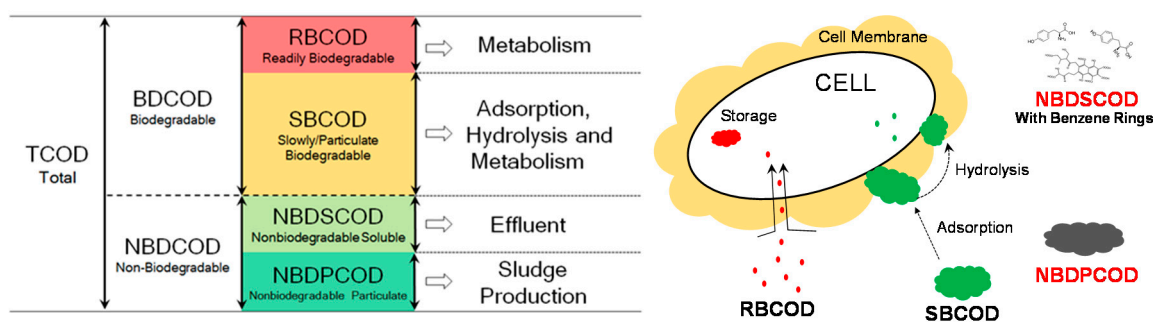 TCOD
Total
BDCOD
Biodegradable
NBDCOD
Non-Biodegradable
RBCOD
Readily Biodegradable
SBCOD
Slowly/Particulate
Biodegradable
NBDSCOD
Nonbiodegradable Soluble
NBDPCOD
Nonbiodegradable Particulate
Metabolism
Adsorption,
Hydrolysis and
Metabolism
Effluent
Sludge
Production
Cell Membrane
CELL
Storage
Hydrolysis
Adsorption
RBCOD
SBCOD
NBDSCOD
With Benzene Rings
NBDPCOD